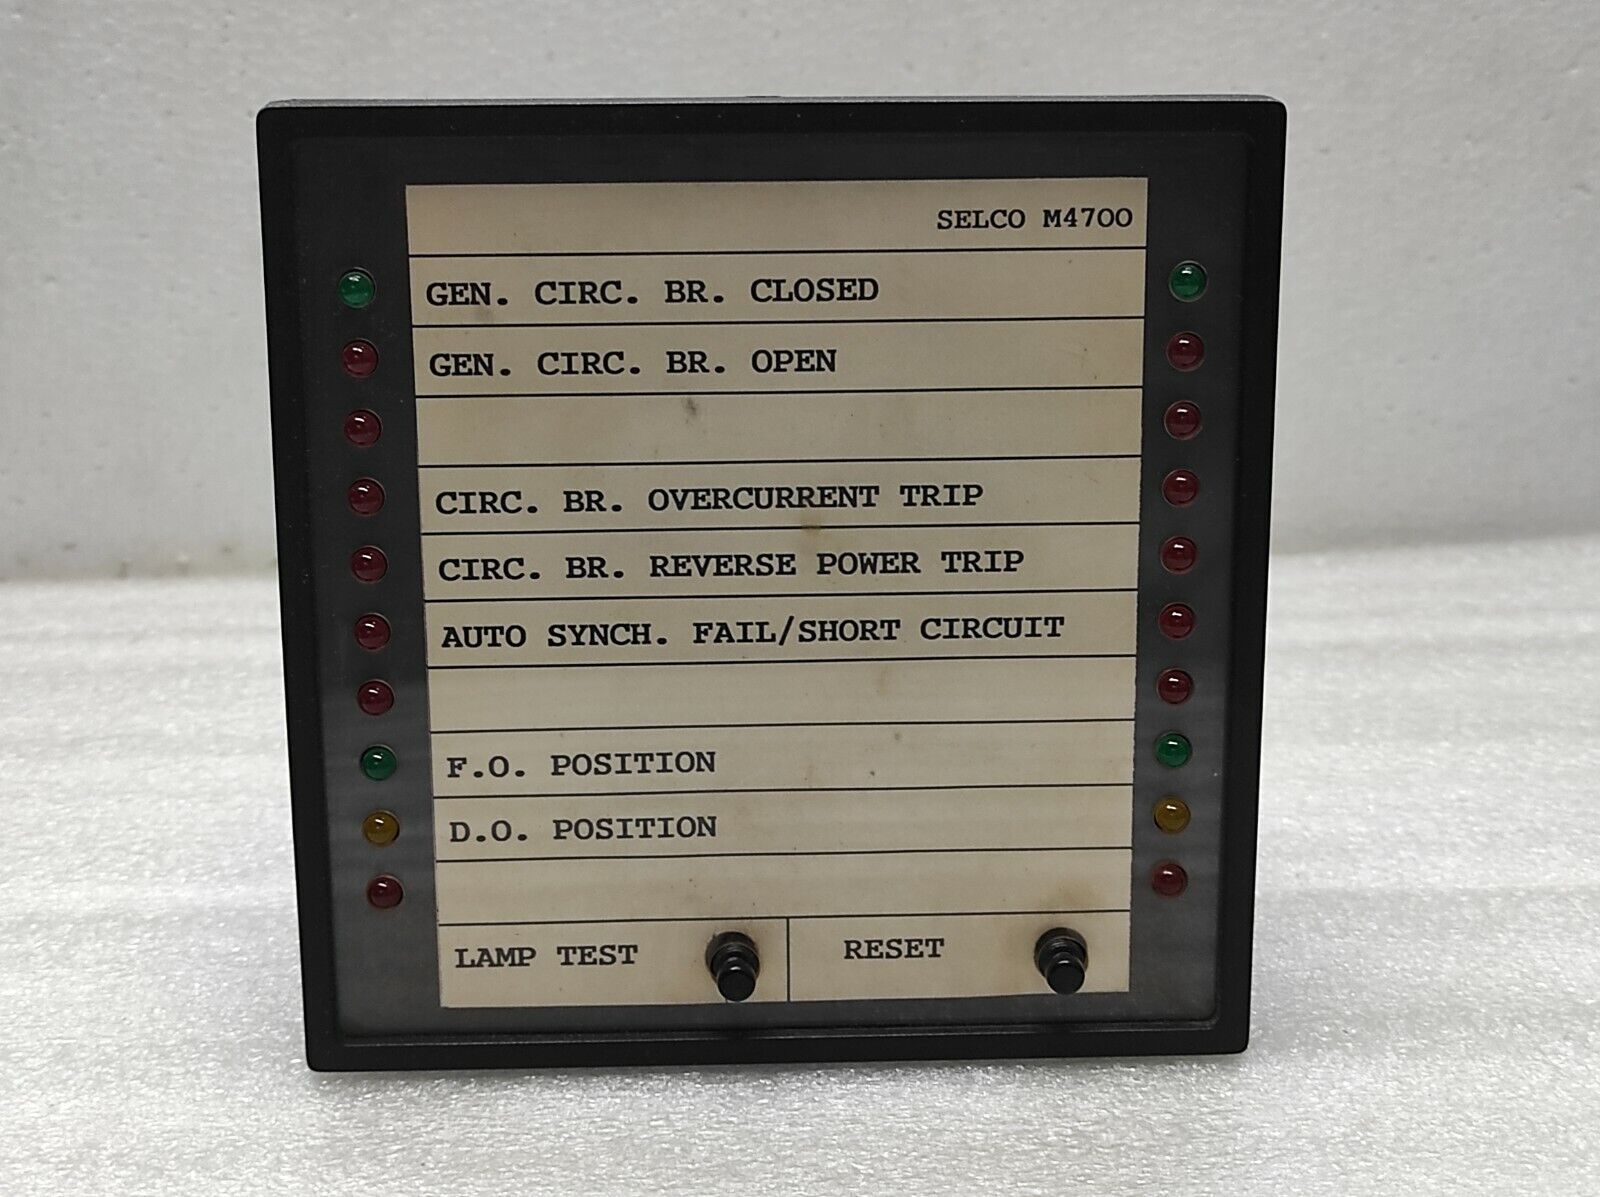 SELCO M4700
GEN. CIRC. BR. CLOSED
GEN. CIRC. BR. OPEN
CIRC. BR. OVERCURRENT TRIP
CIRC. BR. REVERSE POWER TRIP
AUTO SYNCH. FAIL/SHORT CIRCUIT
F.O. POSITION
D.O. POSITION
LAMP TEST RESET